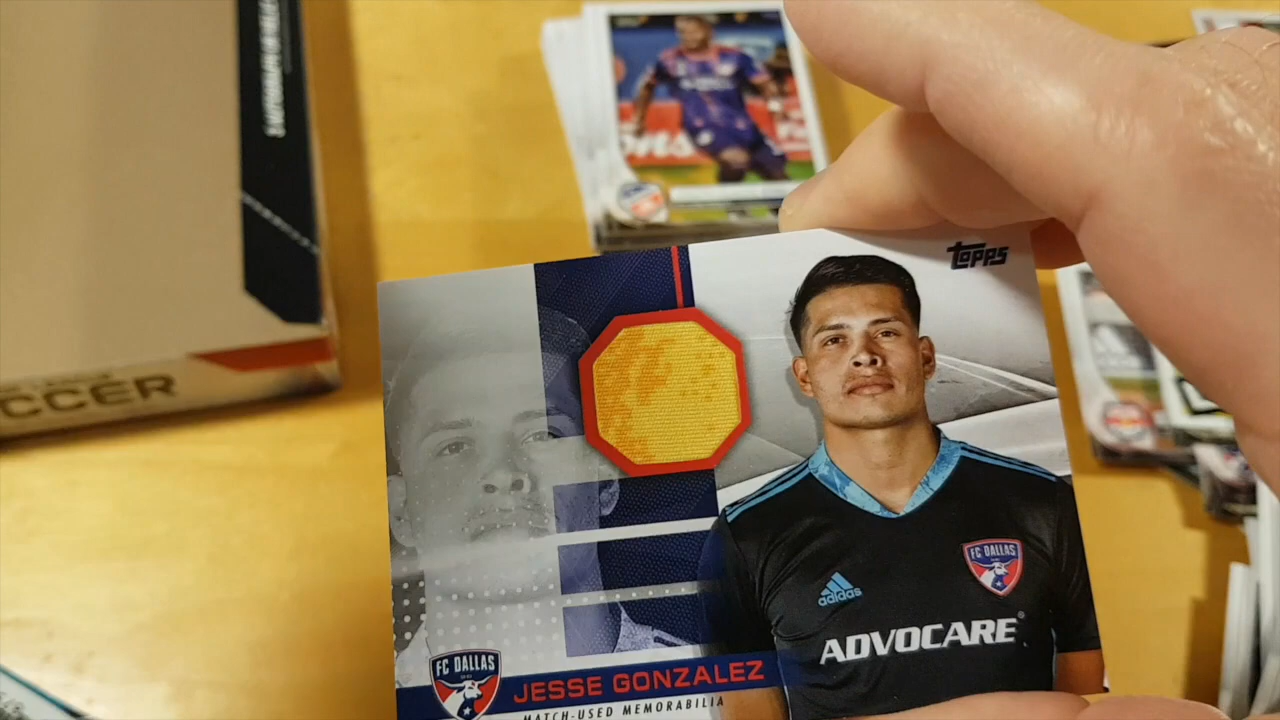 CCER
topps
FC DALLAS
adidas
ADVOCARE
FC DALLAS
JESSE GONZALEZ
MATCH-USED MEMORABILIA